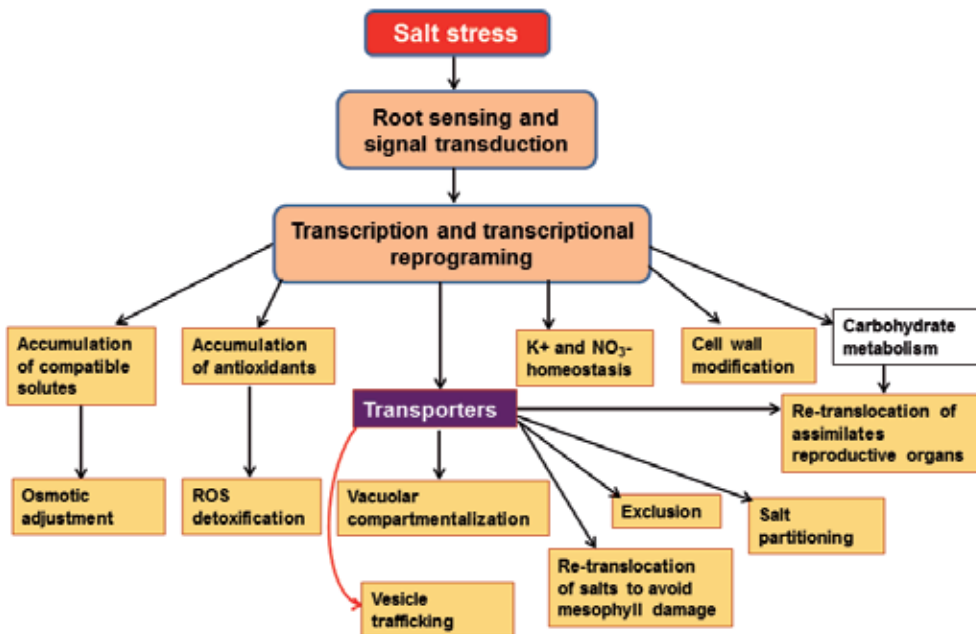 Salt stress
Root sensing and
signal transduction
Transcription and transcriptional
reprograming
Accumulation
of compatible
solutes
Accumulation
of antioxidants
K+ and NO₃-
homeostasis
Cell wall
modification
Carbohydrate
metabolism
Transporters
Re-translocation of
assimilates
reproductive organs
Osmotic
adjustment
ROS
detoxification
Vacuolar
compartmentalization
Exclusion
Salt
partitioning
Re-translocation
of salts to avoid
mesophyll damage
Vesicle
trafficking